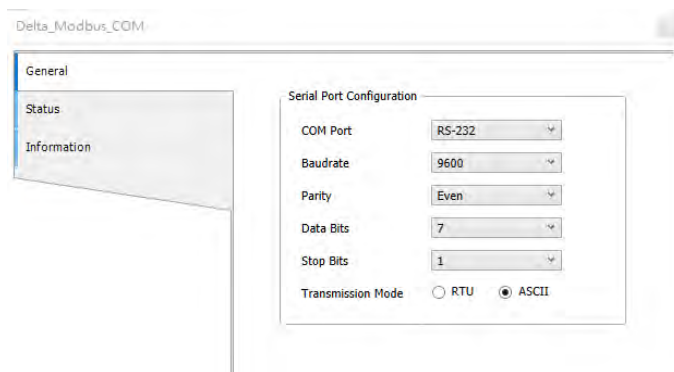 Delta_Modbus_COM
General
Status
Information
Serial Port Configuration
COM Port RS-232
Baudrate 9600
Parity Even
Data Bits 7
Stop Bits 1
Transmission Mode RTU ASCII